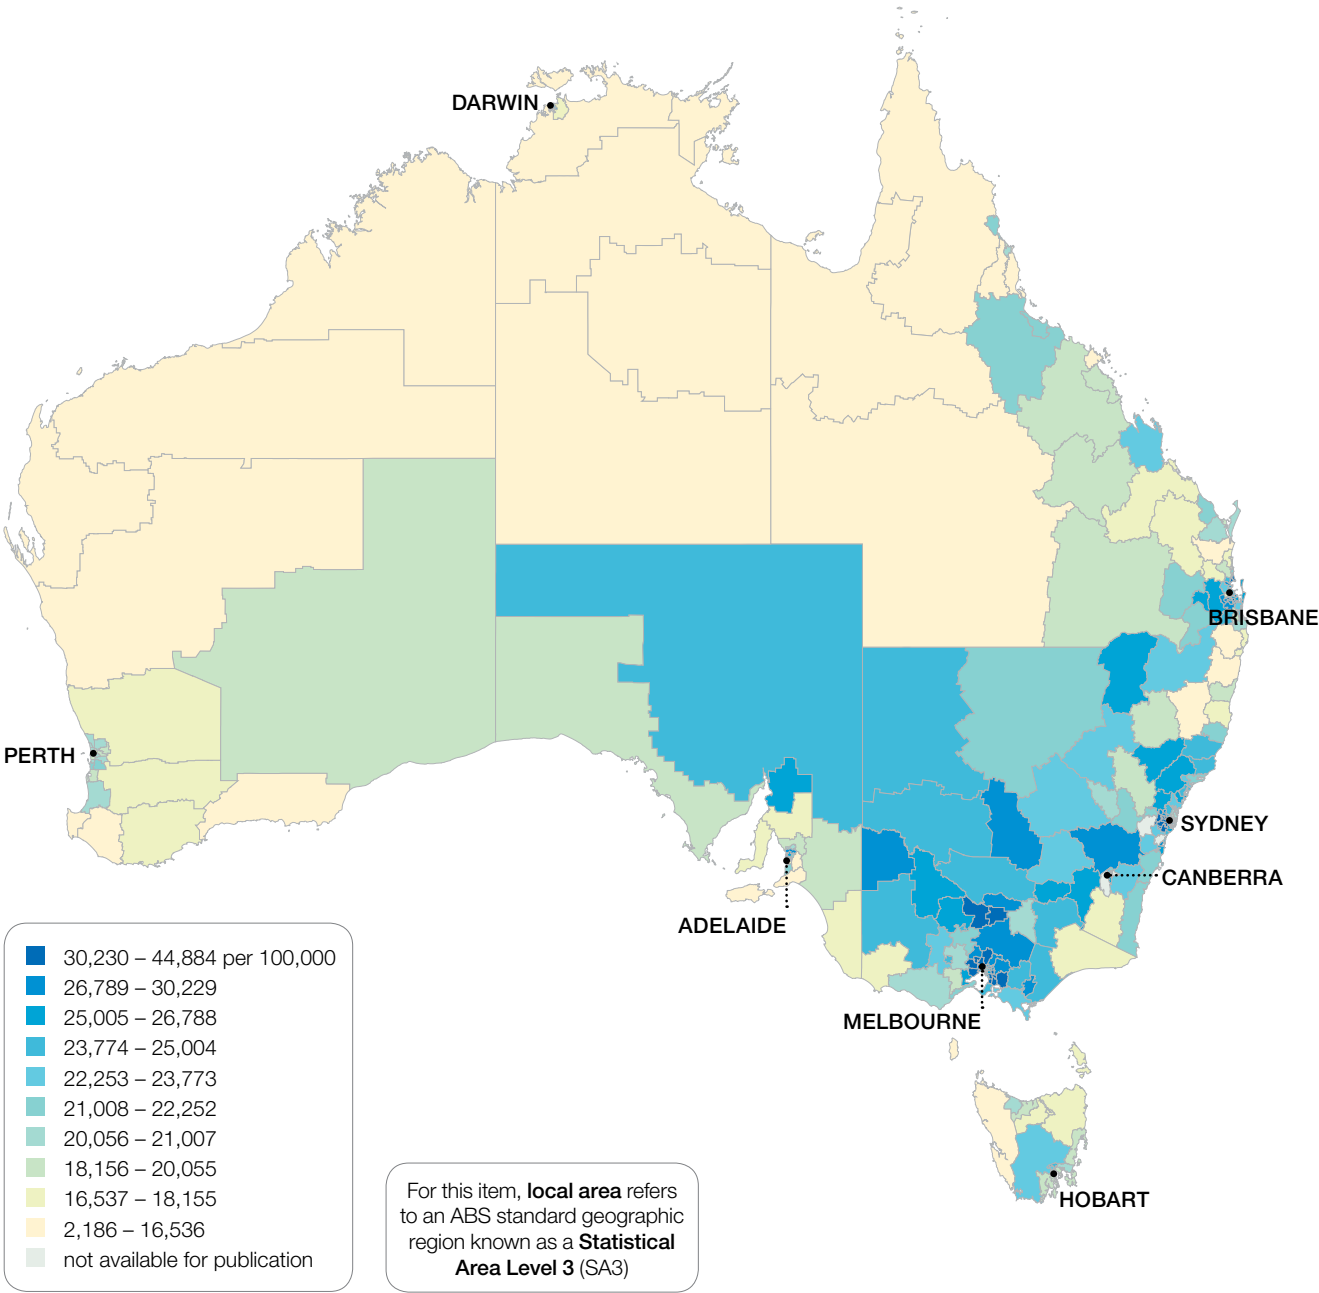 DARWIN
BRISBANE
PERTH
SYDNEY
CANBERRA
ADELAIDE
MELBOURNE
HOBART
30,230 – 44,884 per 100,000
26,789 – 30,229
25,005 – 26,788
23,774 – 25,004
22,253 – 23,773
21,008 – 22,252
20,056 – 21,007
18,156 – 20,055
16,537 – 18,155
2,186 – 16,536
not available for publication
For this item, local area refers
to an ABS standard geographic
region known as a Statistical
Area Level 3 (SA3)